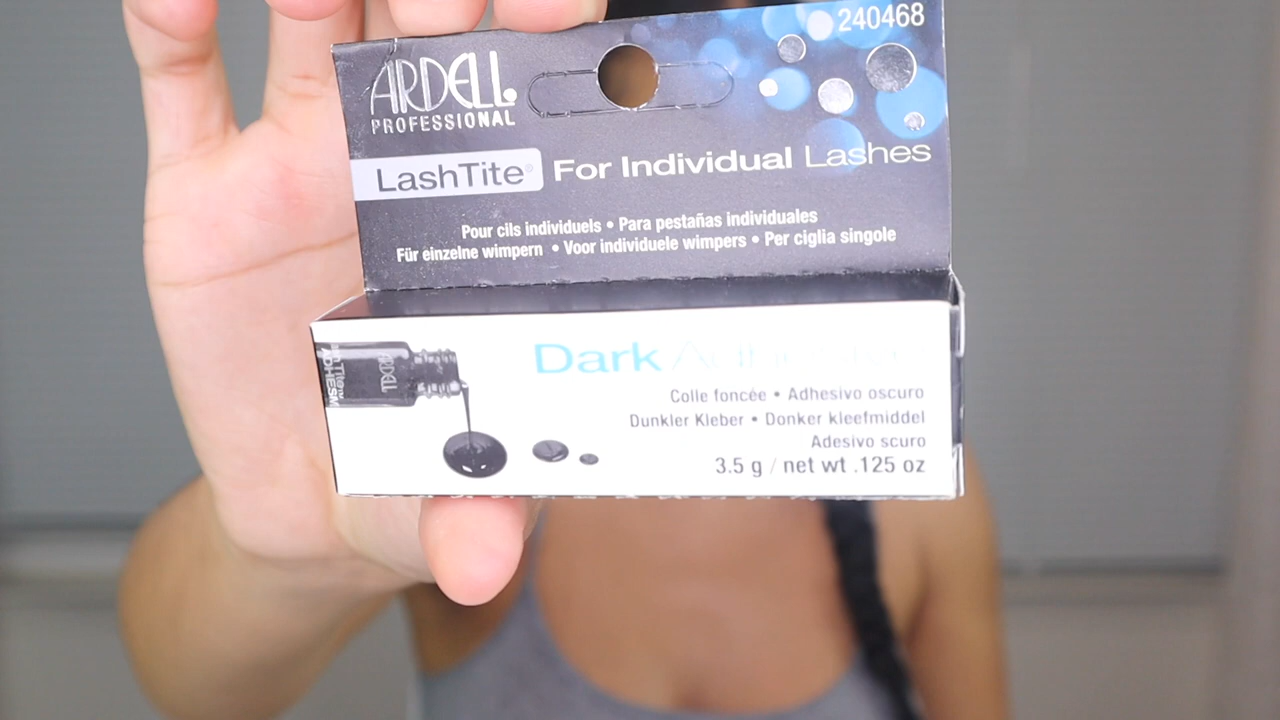 240468
ARDELL
PROFESSIONAL
LashTite® For Individual Lashes
Pour cils individuels • Para pestañas individuales
Für einzelne wimpern • Voor individuele wimpers • Per ciglia singole
Dark Adhesive
ARDELL
Colle foncée • Adhesivo oscuro
Dunkler Kleber • Donker kleefmiddel
Adesivo scuro
3.5 g / net wt .125 oz